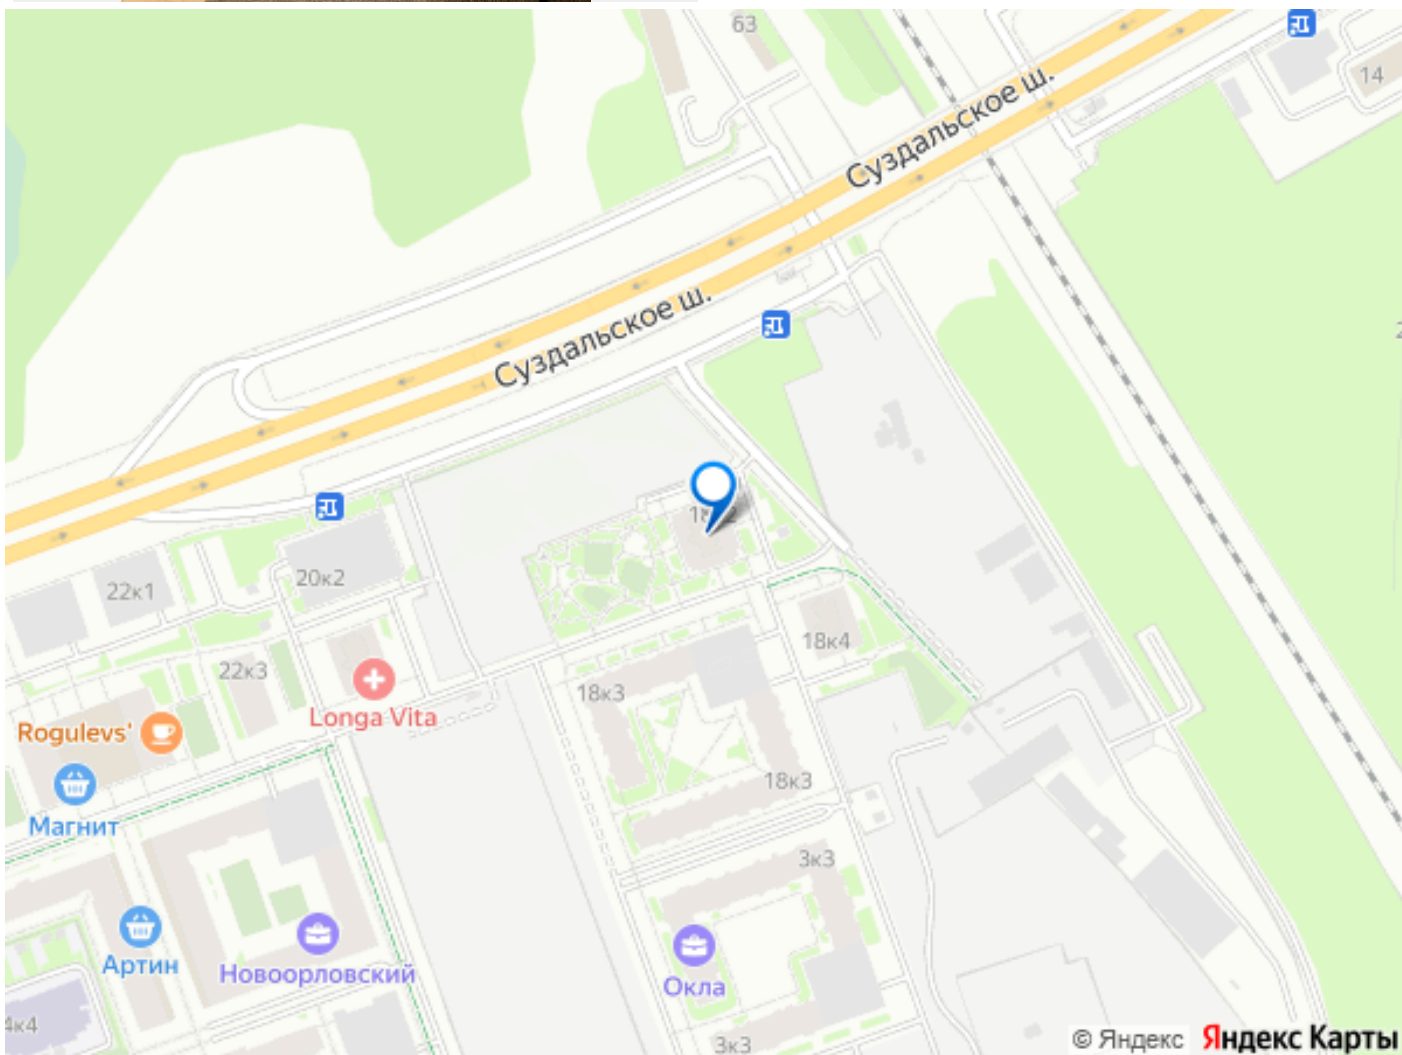 63
14
Суздальское ш.
Суздальское ш.
20к2
22к1
22к3
18к4
18к3
Longa Vita
Rogulevs'
18к3
Магнит
3к3
Артин
Новоорловский
Окла
4к4
3к3
© Яндекс Яндекс Карты